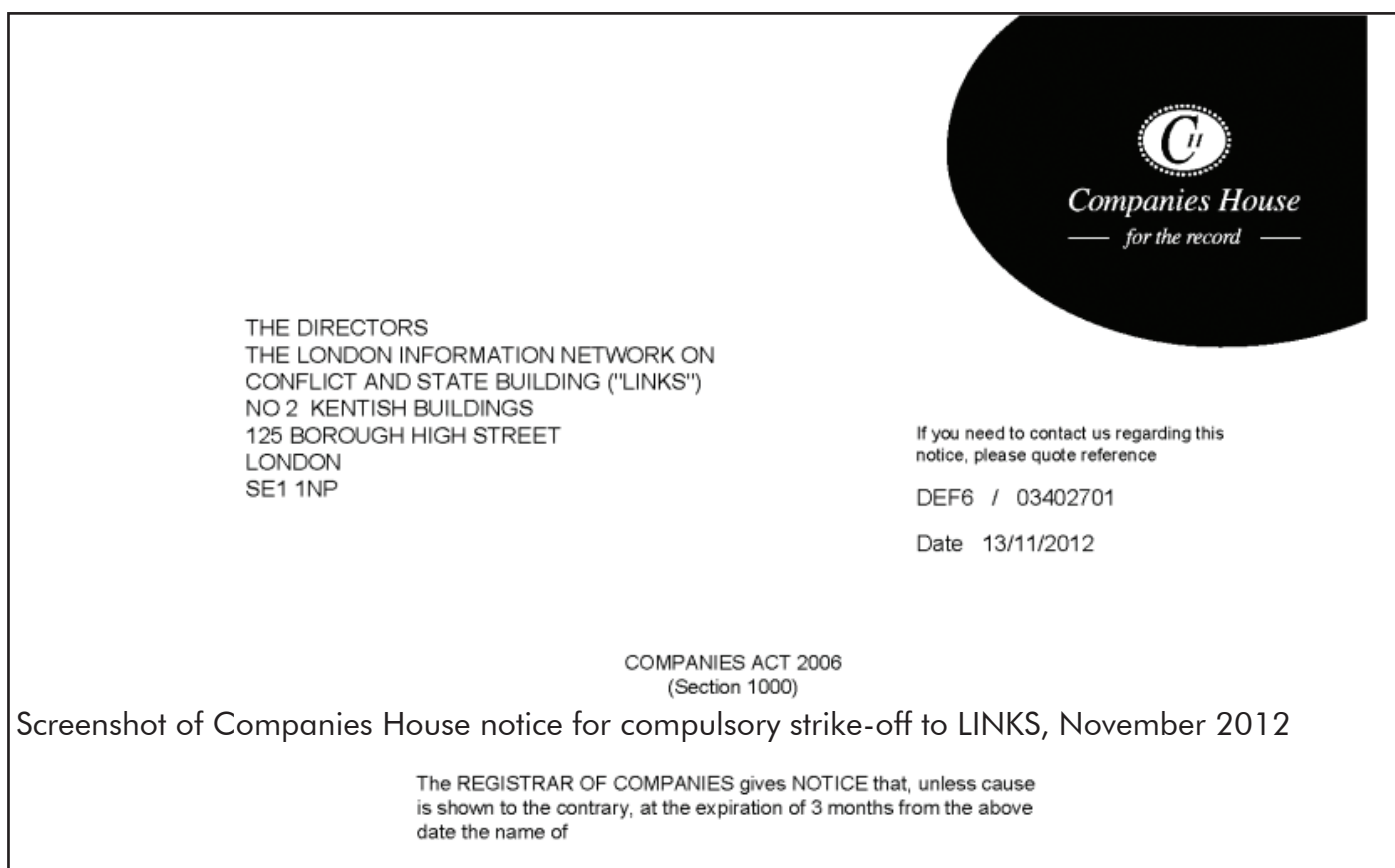 CH
Companies House
for the record
THE DIRECTORS
THE LONDON INFORMATION NETWORK ON
CONFLICT AND STATE BUILDING ("LINKS")
NO 2 KENTISH BUILDINGS
125 BOROUGH HIGH STREET
LONDON
SE1 1NP
If you need to contact us regarding this
notice, please quote reference
DEF6 / 03402701
Date 13/11/2012
COMPANIES ACT 2006
(Section 1000)
Screenshot of Companies House notice for compulsory strike-off to LINKS, November 2012
The REGISTRAR OF COMPANIES gives NOTICE that, unless cause
is shown to the contrary, at the expiration of 3 months from the above
date the name of